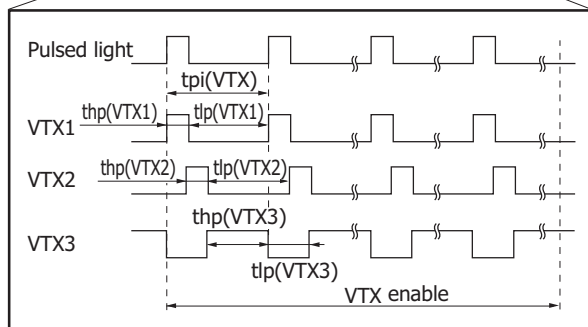 Pulsed light
tpi(VTX)
thp(VTX1) tlp(VTX1)
VTX1
thp(VTX2) tlp(VTX2)
VTX2
thp(VTX3)
VTX3
tlp(VTX3)
VTX enable